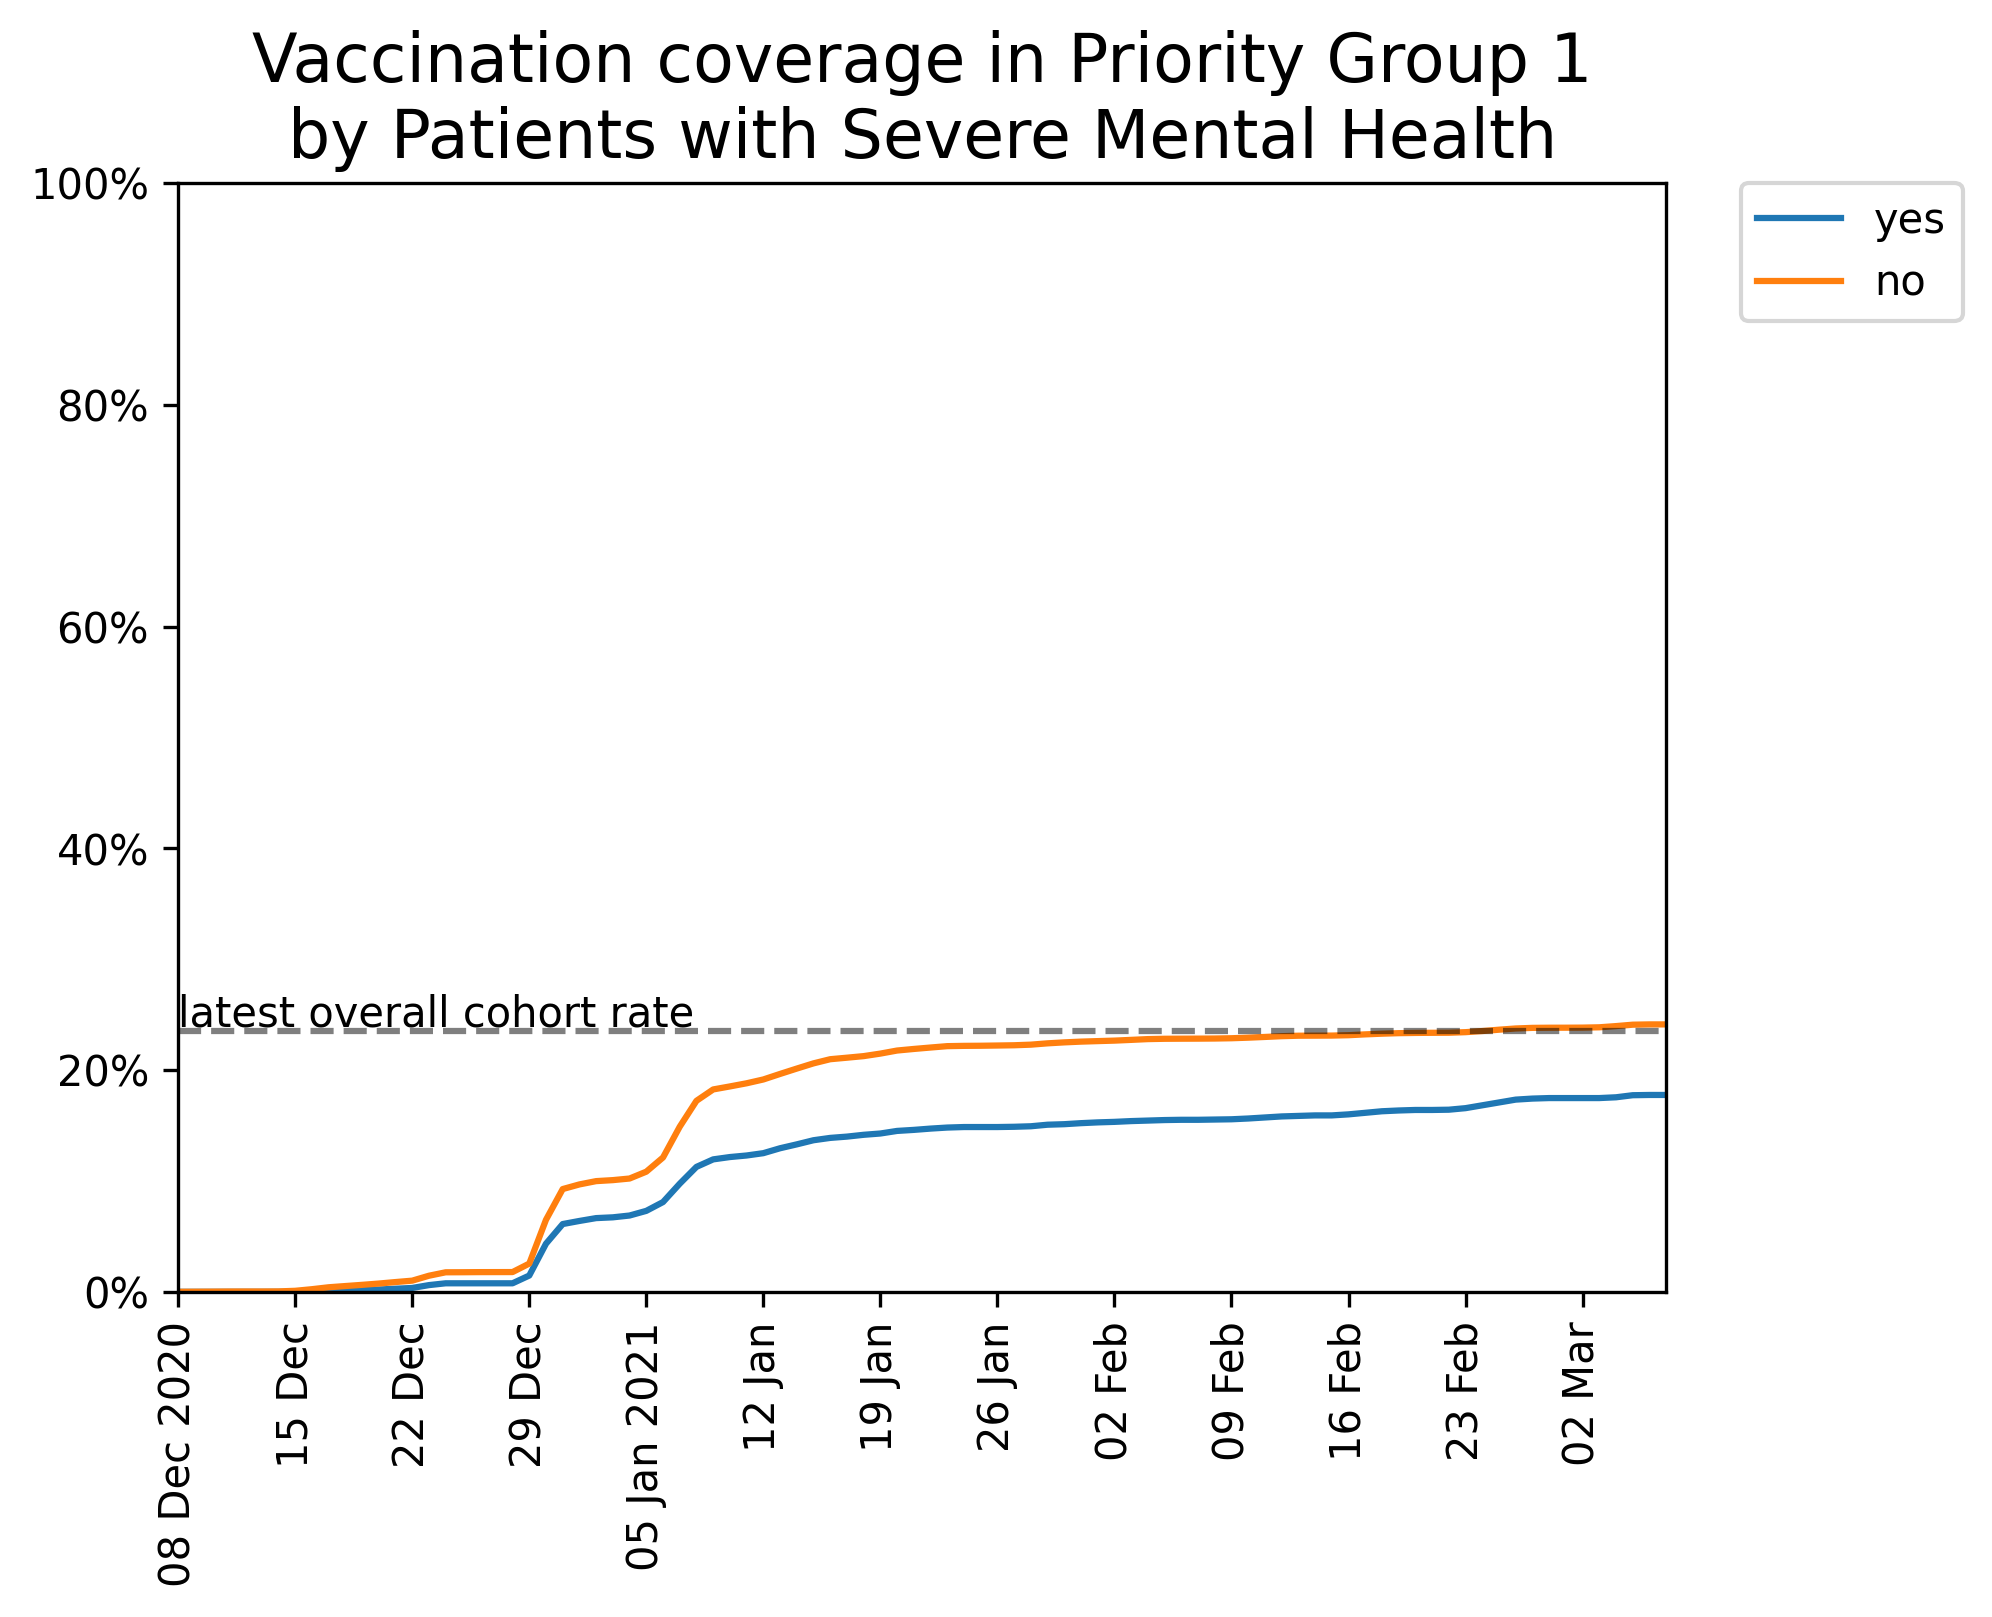 Vaccination coverage in Priority Group 1
by Patients with Severe Mental Health
100%
80%
60%
40%
20%
0%
latest overall cohort rate
yes
no
08 Dec 2020
15 Dec
22 Dec
29 Dec
05 Jan 2021
12 Jan
19 Jan
26 Jan
02 Feb
09 Feb
16 Feb
23 Feb
02 Mar